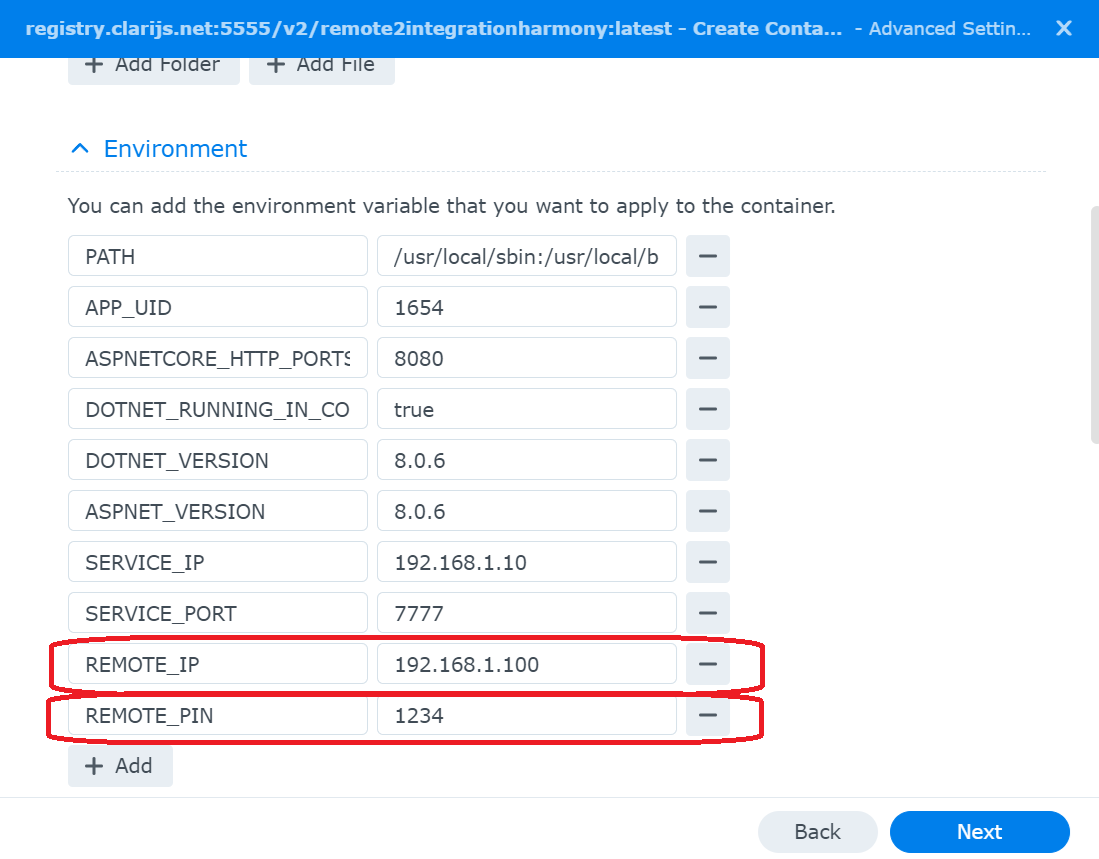 registry.clarijs.net:5555/v2/remote2integrationharmony:latest - Create Conta... - Advanced Settin...
Add Folder Add File
Environment
You can add the environment variable that you want to apply to the container.
PATH /usr/local/sbin:/usr/local/b
APP_UID 1654
ASPNETCORE_HTTP_PORTS 8080
DOTNET_RUNNING_IN_CO true
DOTNET_VERSION 8.0.6
ASPNET_VERSION 8.0.6
SERVICE_IP 192.168.1.10
SERVICE_PORT 7777
REMOTE_IP 192.168.1.100
REMOTE_PIN 1234
Add
Back Next